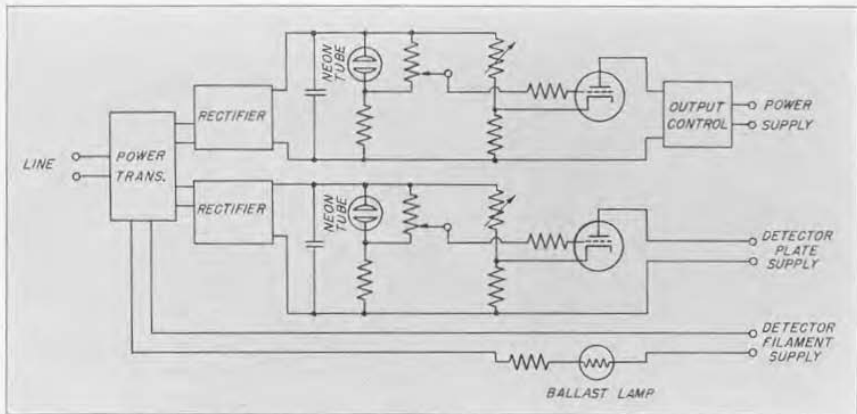 NEON
TUBE
RECTIFIER
OUTPUT
CONTROL
POWER
SUPPLY
LINE
POWER
TRANS.
RECTIFIER
NEON
TUBE
DETECTOR
PLATE
SUPPLY
DETECTOR
FILAMENT
SUPPLY
BALLAST LAMP